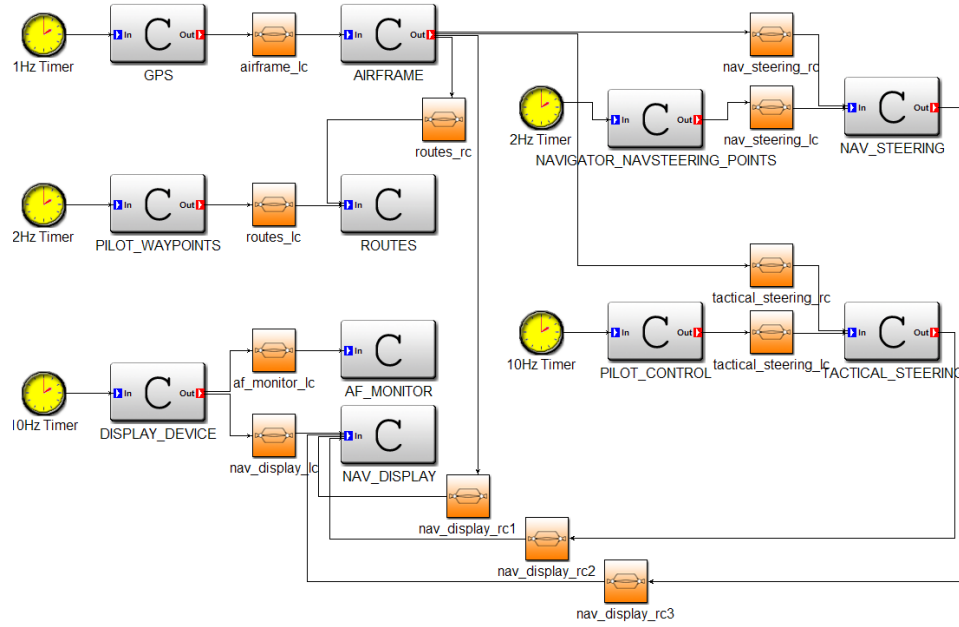 In
C
Out
1Hz Timer
GPS
airframe_lc
In
C
Out
AIRFRAME
nav_steering_rc
routes_rc
2Hz Timer
In
C
Out
NAVIGATOR_NAVSTEERING_POINTS
nav_steering_lc
In
C
Out
NAV_STEERING
2Hz Timer
In
C
Out
PILOT_WAYPOINTS
routes_lc
In
C
ROUTES
tactical_steering_rc
10Hz Timer
In
C
Out
PILOT_CONTROL
tactical_steering_lc
In
C
Out
TACTICAL_STEERING
10Hz Timer
In
C
Out
DISPLAY_DEVICE
af_monitor_lc
C
AF_MONITOR
In
nav_display_lc
In
C
NAV_DISPLAY
nav_display_rc1
nav_display_rc2
nav_display_rc3